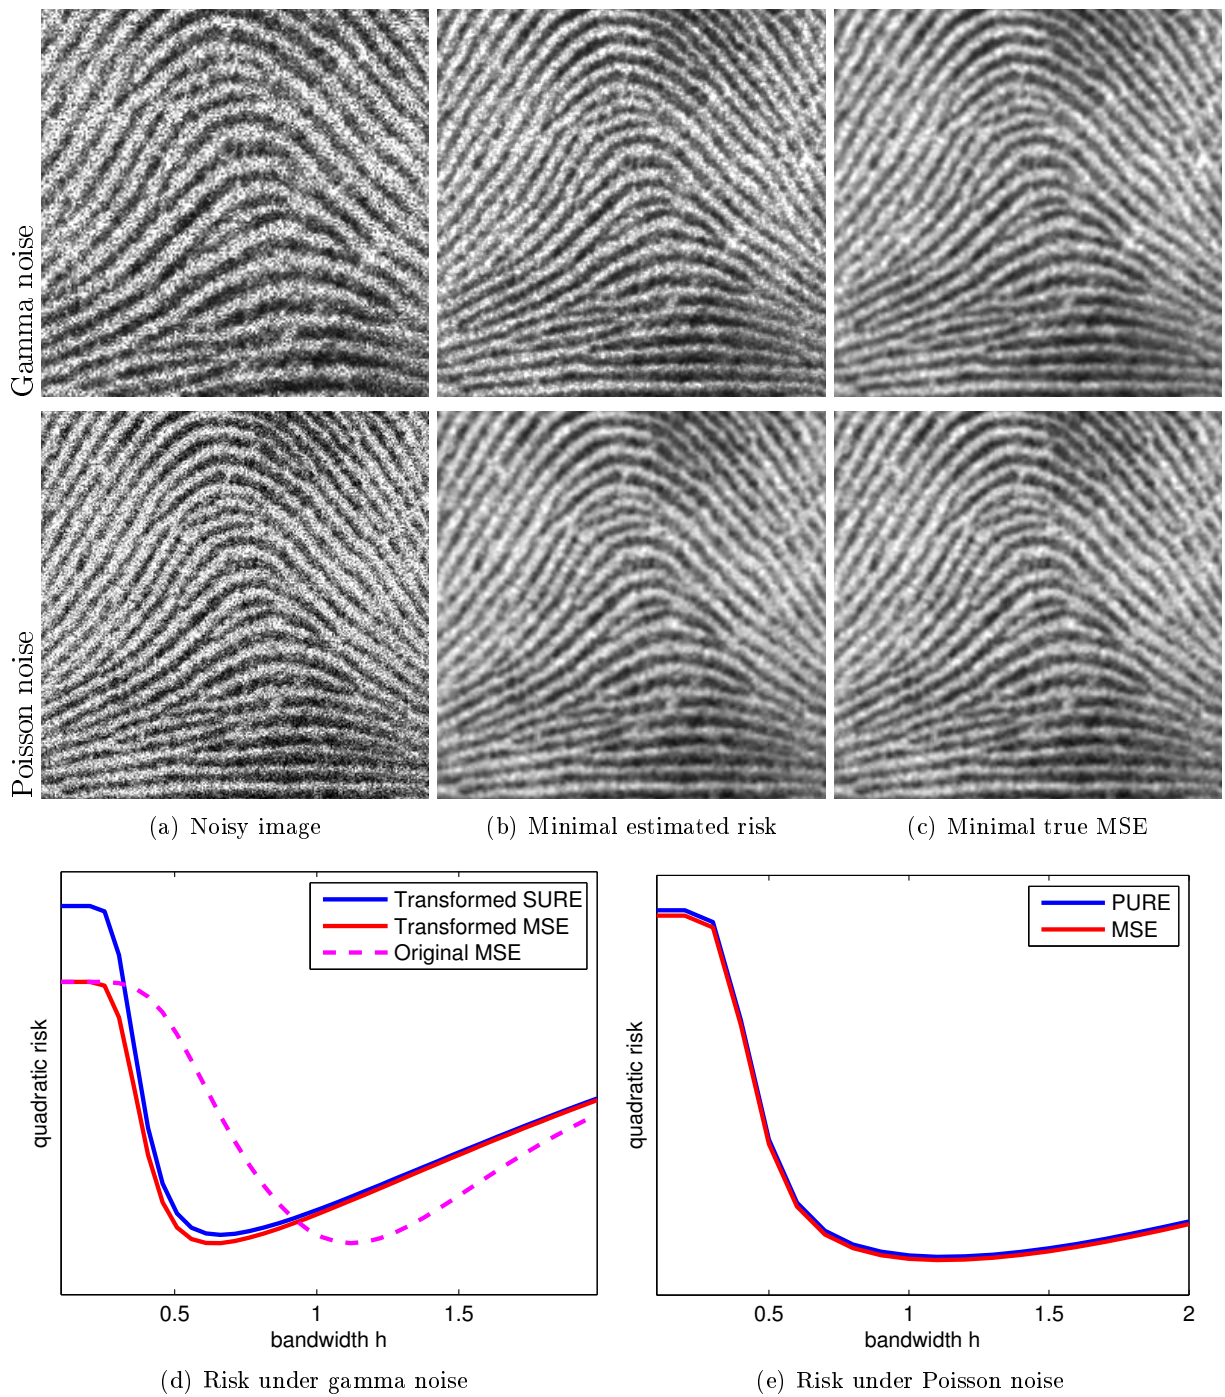 Gamma noise
Poisson noise
(a) Noisy image
(b) Minimal estimated risk
(c) Minimal true MSE
Transformed SURE
Transformed MSE
Original MSE
quadratic risk
0.5
1
1.5
bandwidth h
(d) Risk under gamma noise
PURE
MSE
quadratic risk
0.5
1
1.5
2
bandwidth h
(e) Risk under Poisson noise